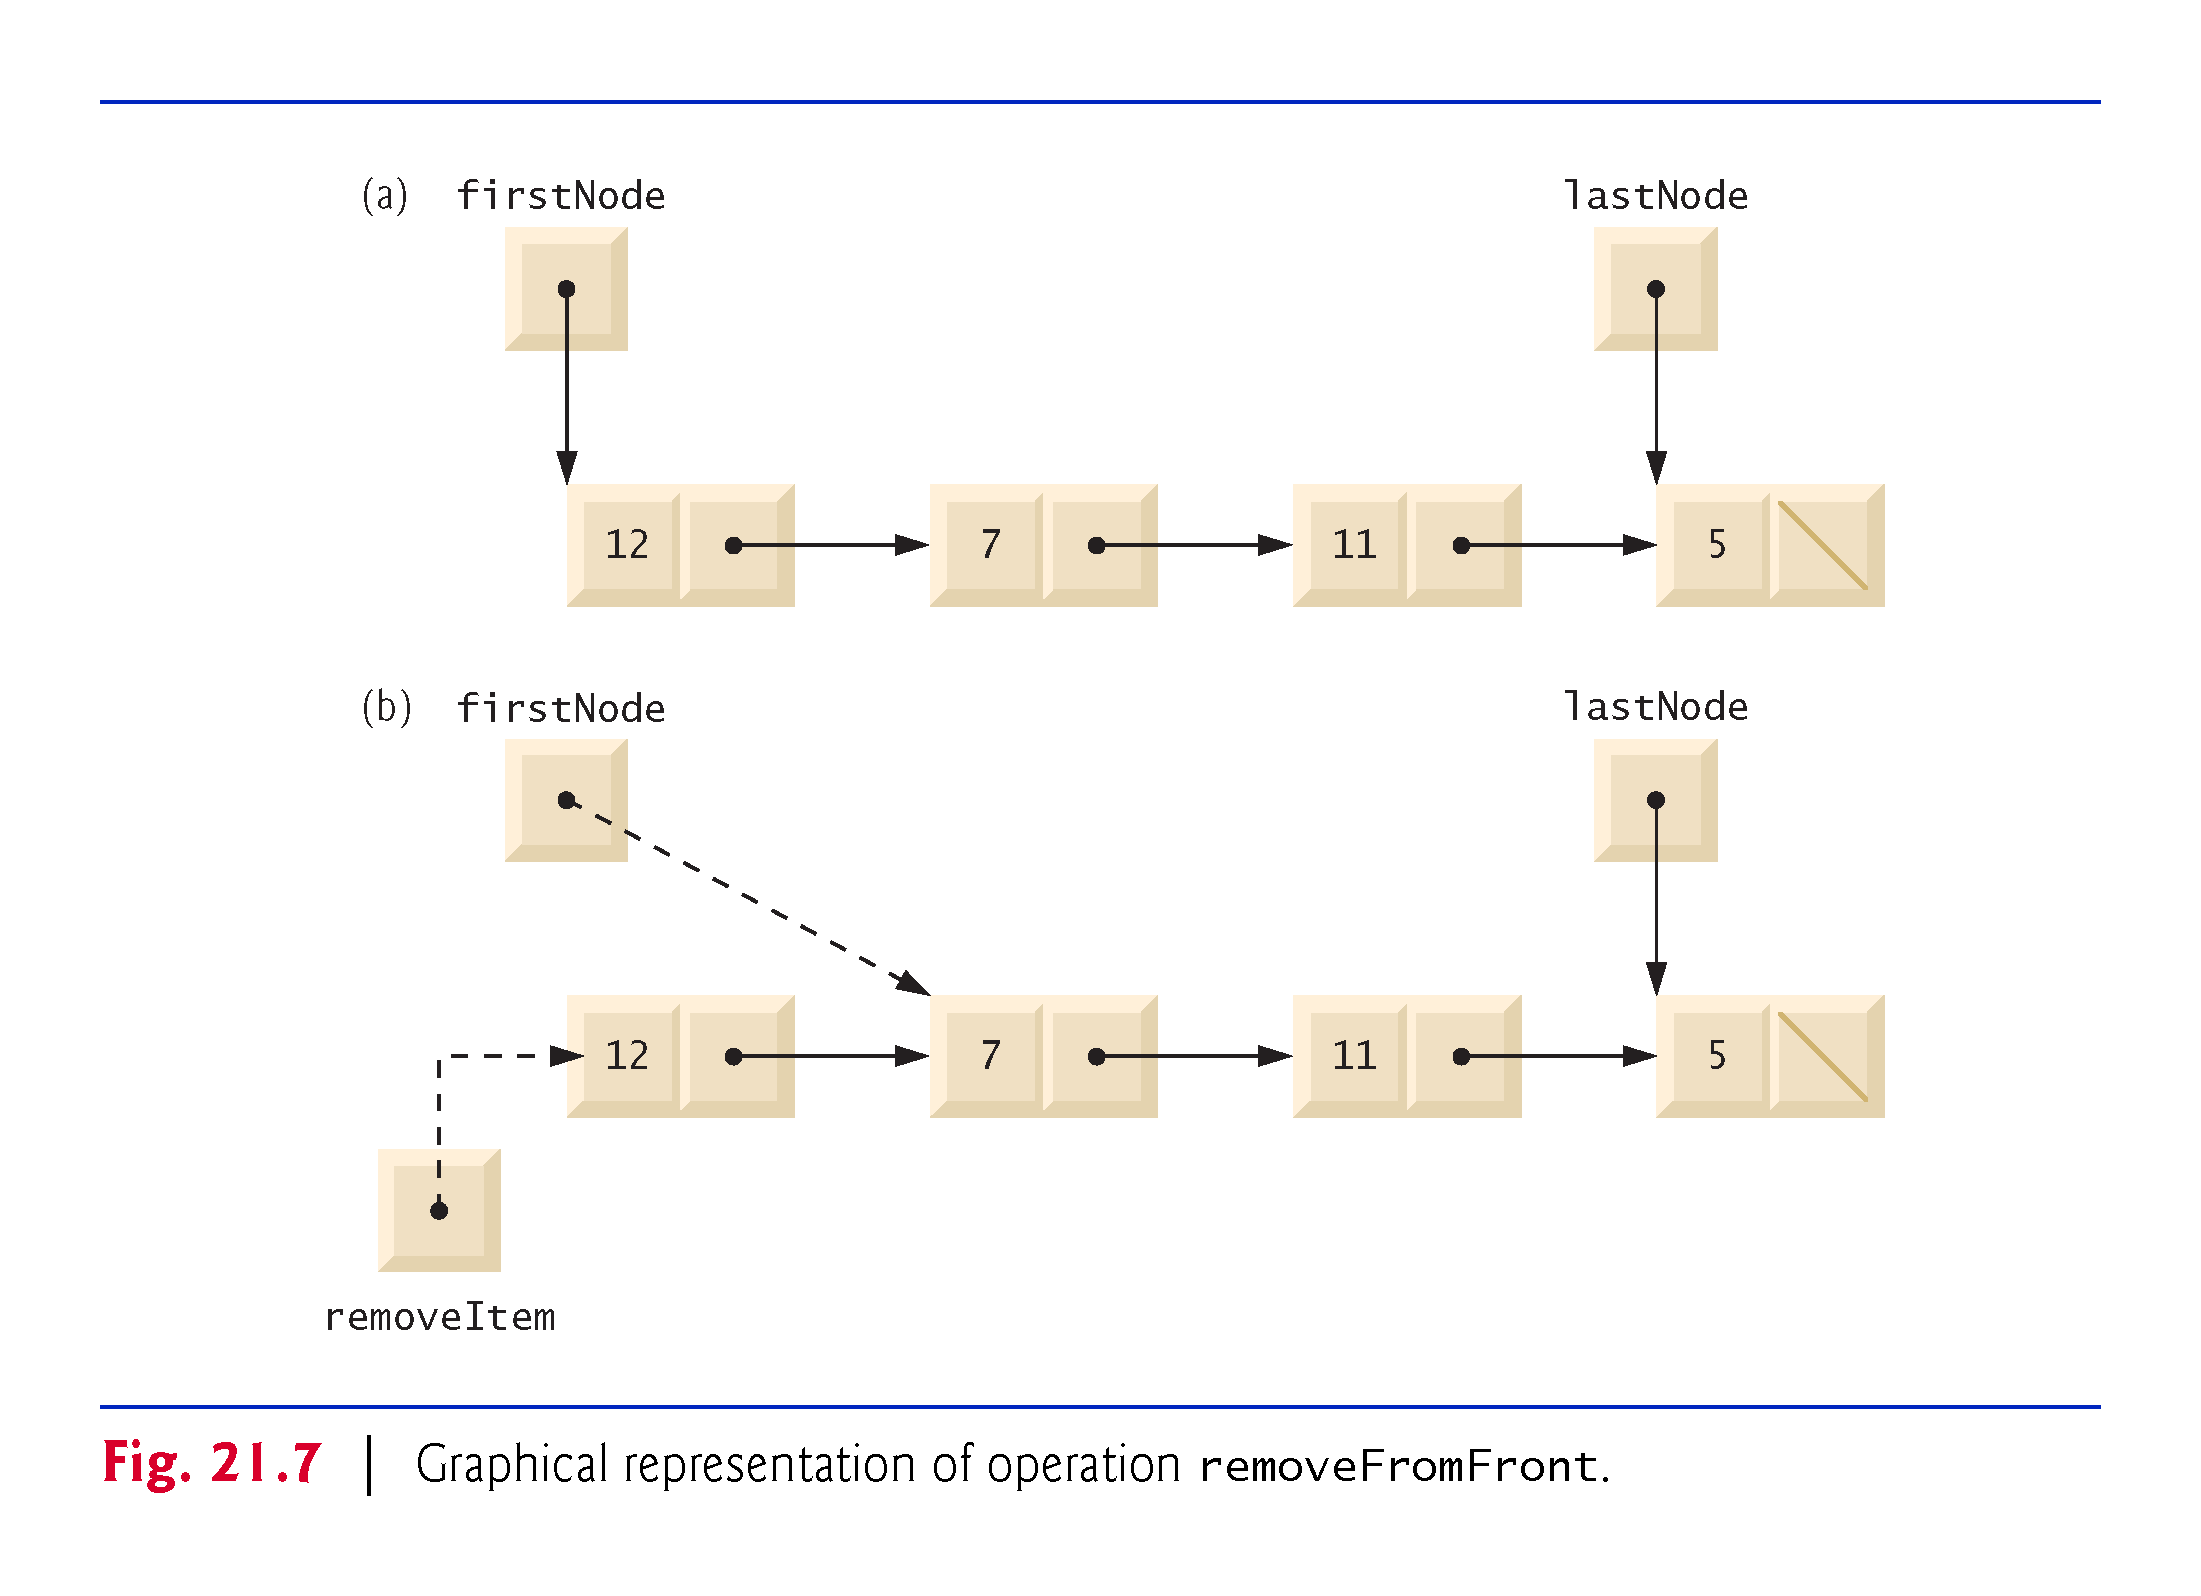 (a) firstNode lastNode
12 7 11 5
(b) firstNode lastNode
12 7 11 5
removeItem
Fig. 21.7 | Graphical representation of operation removeFromFront.